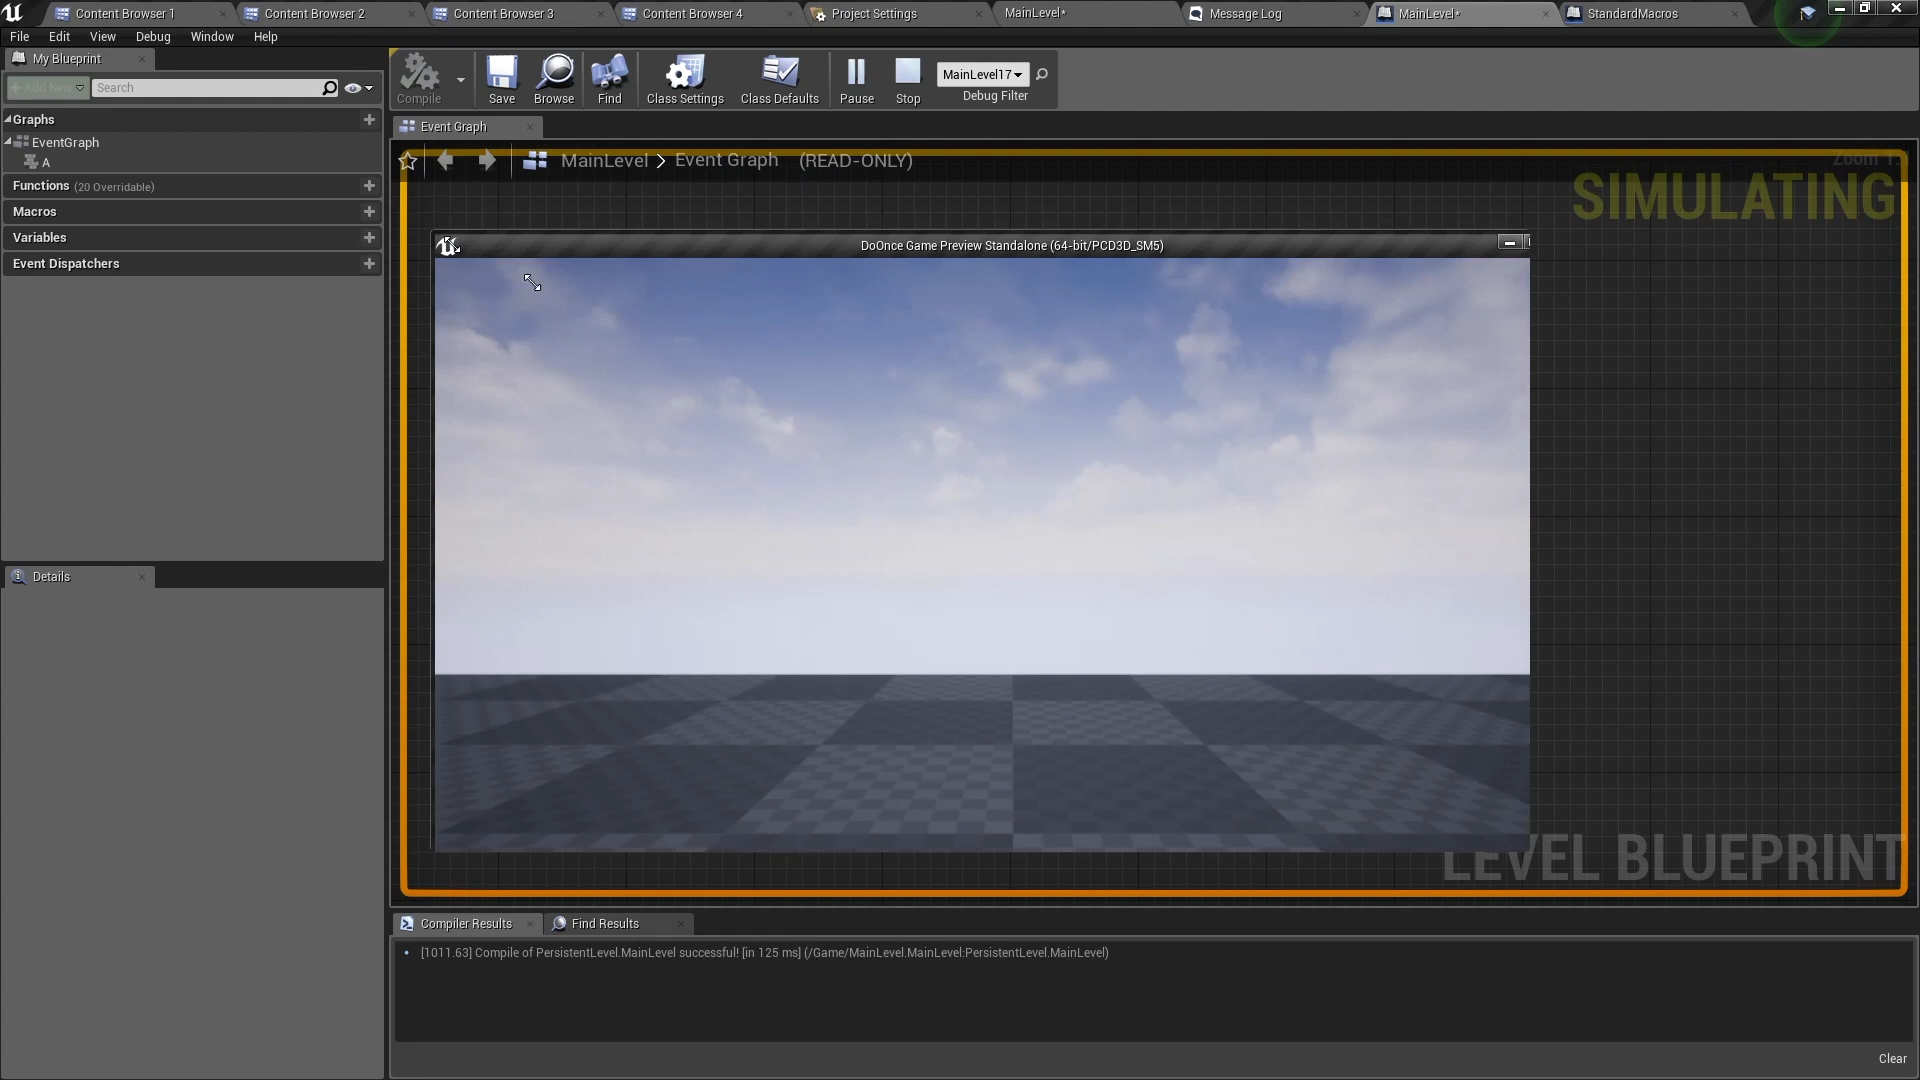 Content Browser 1
Content Browser 2
Content Browser 3
Content Browser 4
Project Settings
MainLevel*
Message Log
MainLevel*
StandardMacros
File Edit View Debug Window Help
My Blueprint
+ Add New
Search
Compile
Save
Browse
Find
Class Settings
Class Defaults
Pause
Stop
MainLevel17
Debug Filter
Graphs
EventGraph
A
Functions (20 Overridable)
Macros
Variables
Event Dispatchers
Event Graph
MainLevel > Event Graph (READ-ONLY)
SIMULATING
DoOnce Game Preview Standalone (64-bit/PCD3D_SM5)
LEVEL BLUEPRINT
Details
Compiler Results
Find Results
[1011.63] Compile of PersistentLevel.MainLevel successful! [in 125 ms] (/Game/MainLevel.MainLevel:PersistentLevel.MainLevel)
Clear